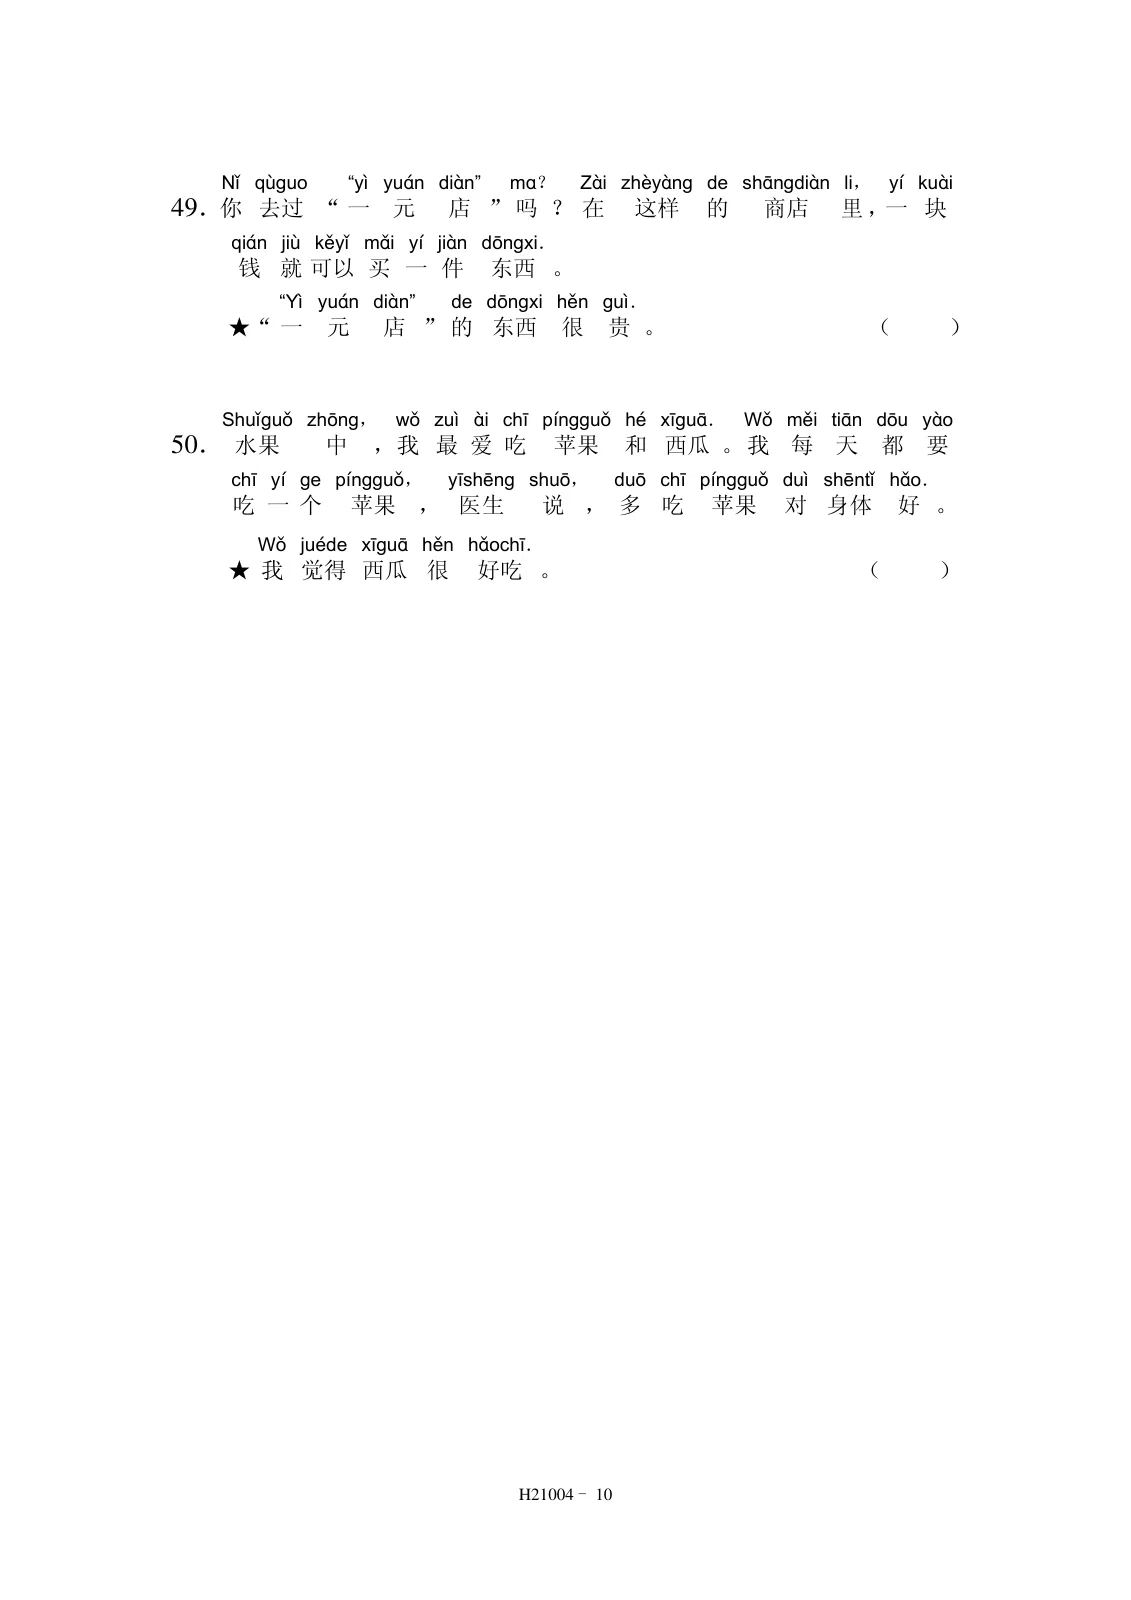 Nǐ qùguo “yì yuán diàn” ma? Zài zhèyàng de shāngdiàn li, yí kuài
49. 你 去过 “ 一 元 店 ” 吗 ? 在 这样 的 商店 里 , 一 块
qián jiù kěyǐ mǎi yí jiàn dōngxi.
钱 就 可以 买 一 件 东西 。
“Yì yuán diàn” de dōngxi hěn guì.
★ “ 一 元 店 ” 的 东西 很 贵 。 （ ）
Shuǐguǒ zhōng, wǒ zuì ài chī píngguǒ hé xīguā. Wǒ měi tiān dōu yào
50. 水果 中 , 我 最 爱 吃 苹果 和 西瓜 。 我 每 天 都 要
chī yí ge píngguǒ, yīshēng shuō, duō chī píngguǒ duì shēntǐ hǎo.
吃 一 个 苹果 , 医生 说 , 多 吃 苹果 对 身体 好 。
Wǒ juéde xīguā hěn hǎochī.
★ 我 觉得 西瓜 很 好吃 。 （ ）
H21004 - 10